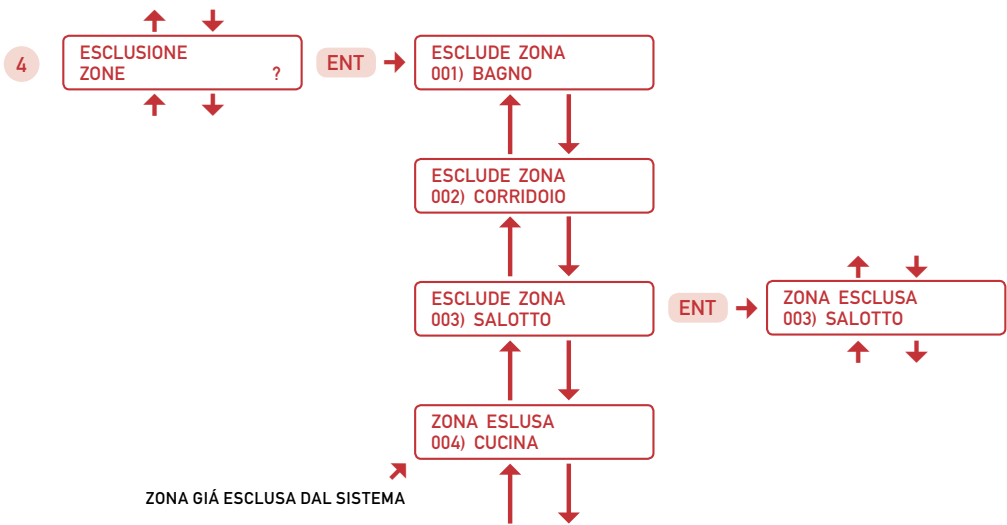 4
ESCLUSIONE
ZONE ?
ENT
ESCLUDE ZONA
001) BAGNO
ESCLUDE ZONA
002) CORRIDOIO
ESCLUDE ZONA
003) SALOTTO
ENT
ZONA ESCLUSA
003) SALOTTO
ZONA ESLUSA
004) CUCINA
ZONA GIÁ ESCLUSA DAL SISTEMA